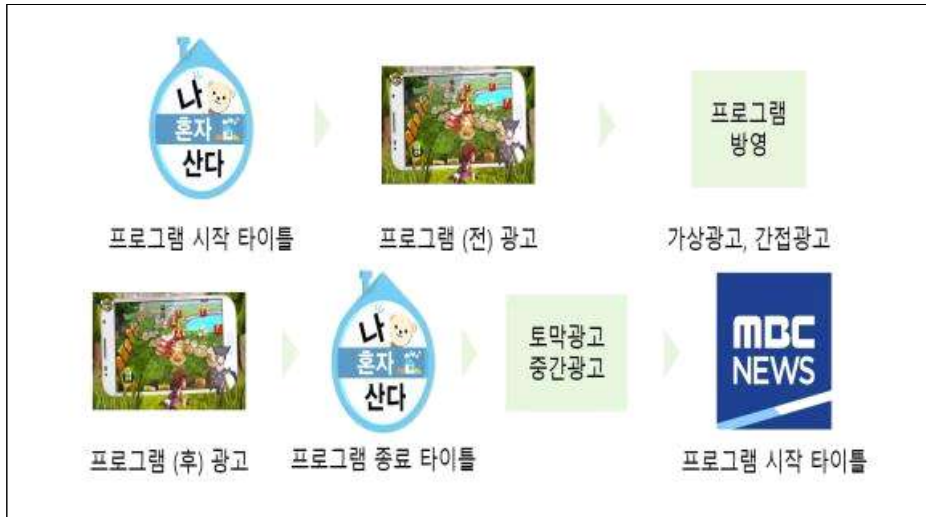 나
혼자
산다
프로그램
방영
프로그램 시작 타이틀
프로그램 (전) 광고
가상광고, 간접광고
나
혼자
산다
토막광고
중간광고
MBC
NEWS
프로그램 (후) 광고
프로그램 종료 타이틀
프로그램 시작 타이틀